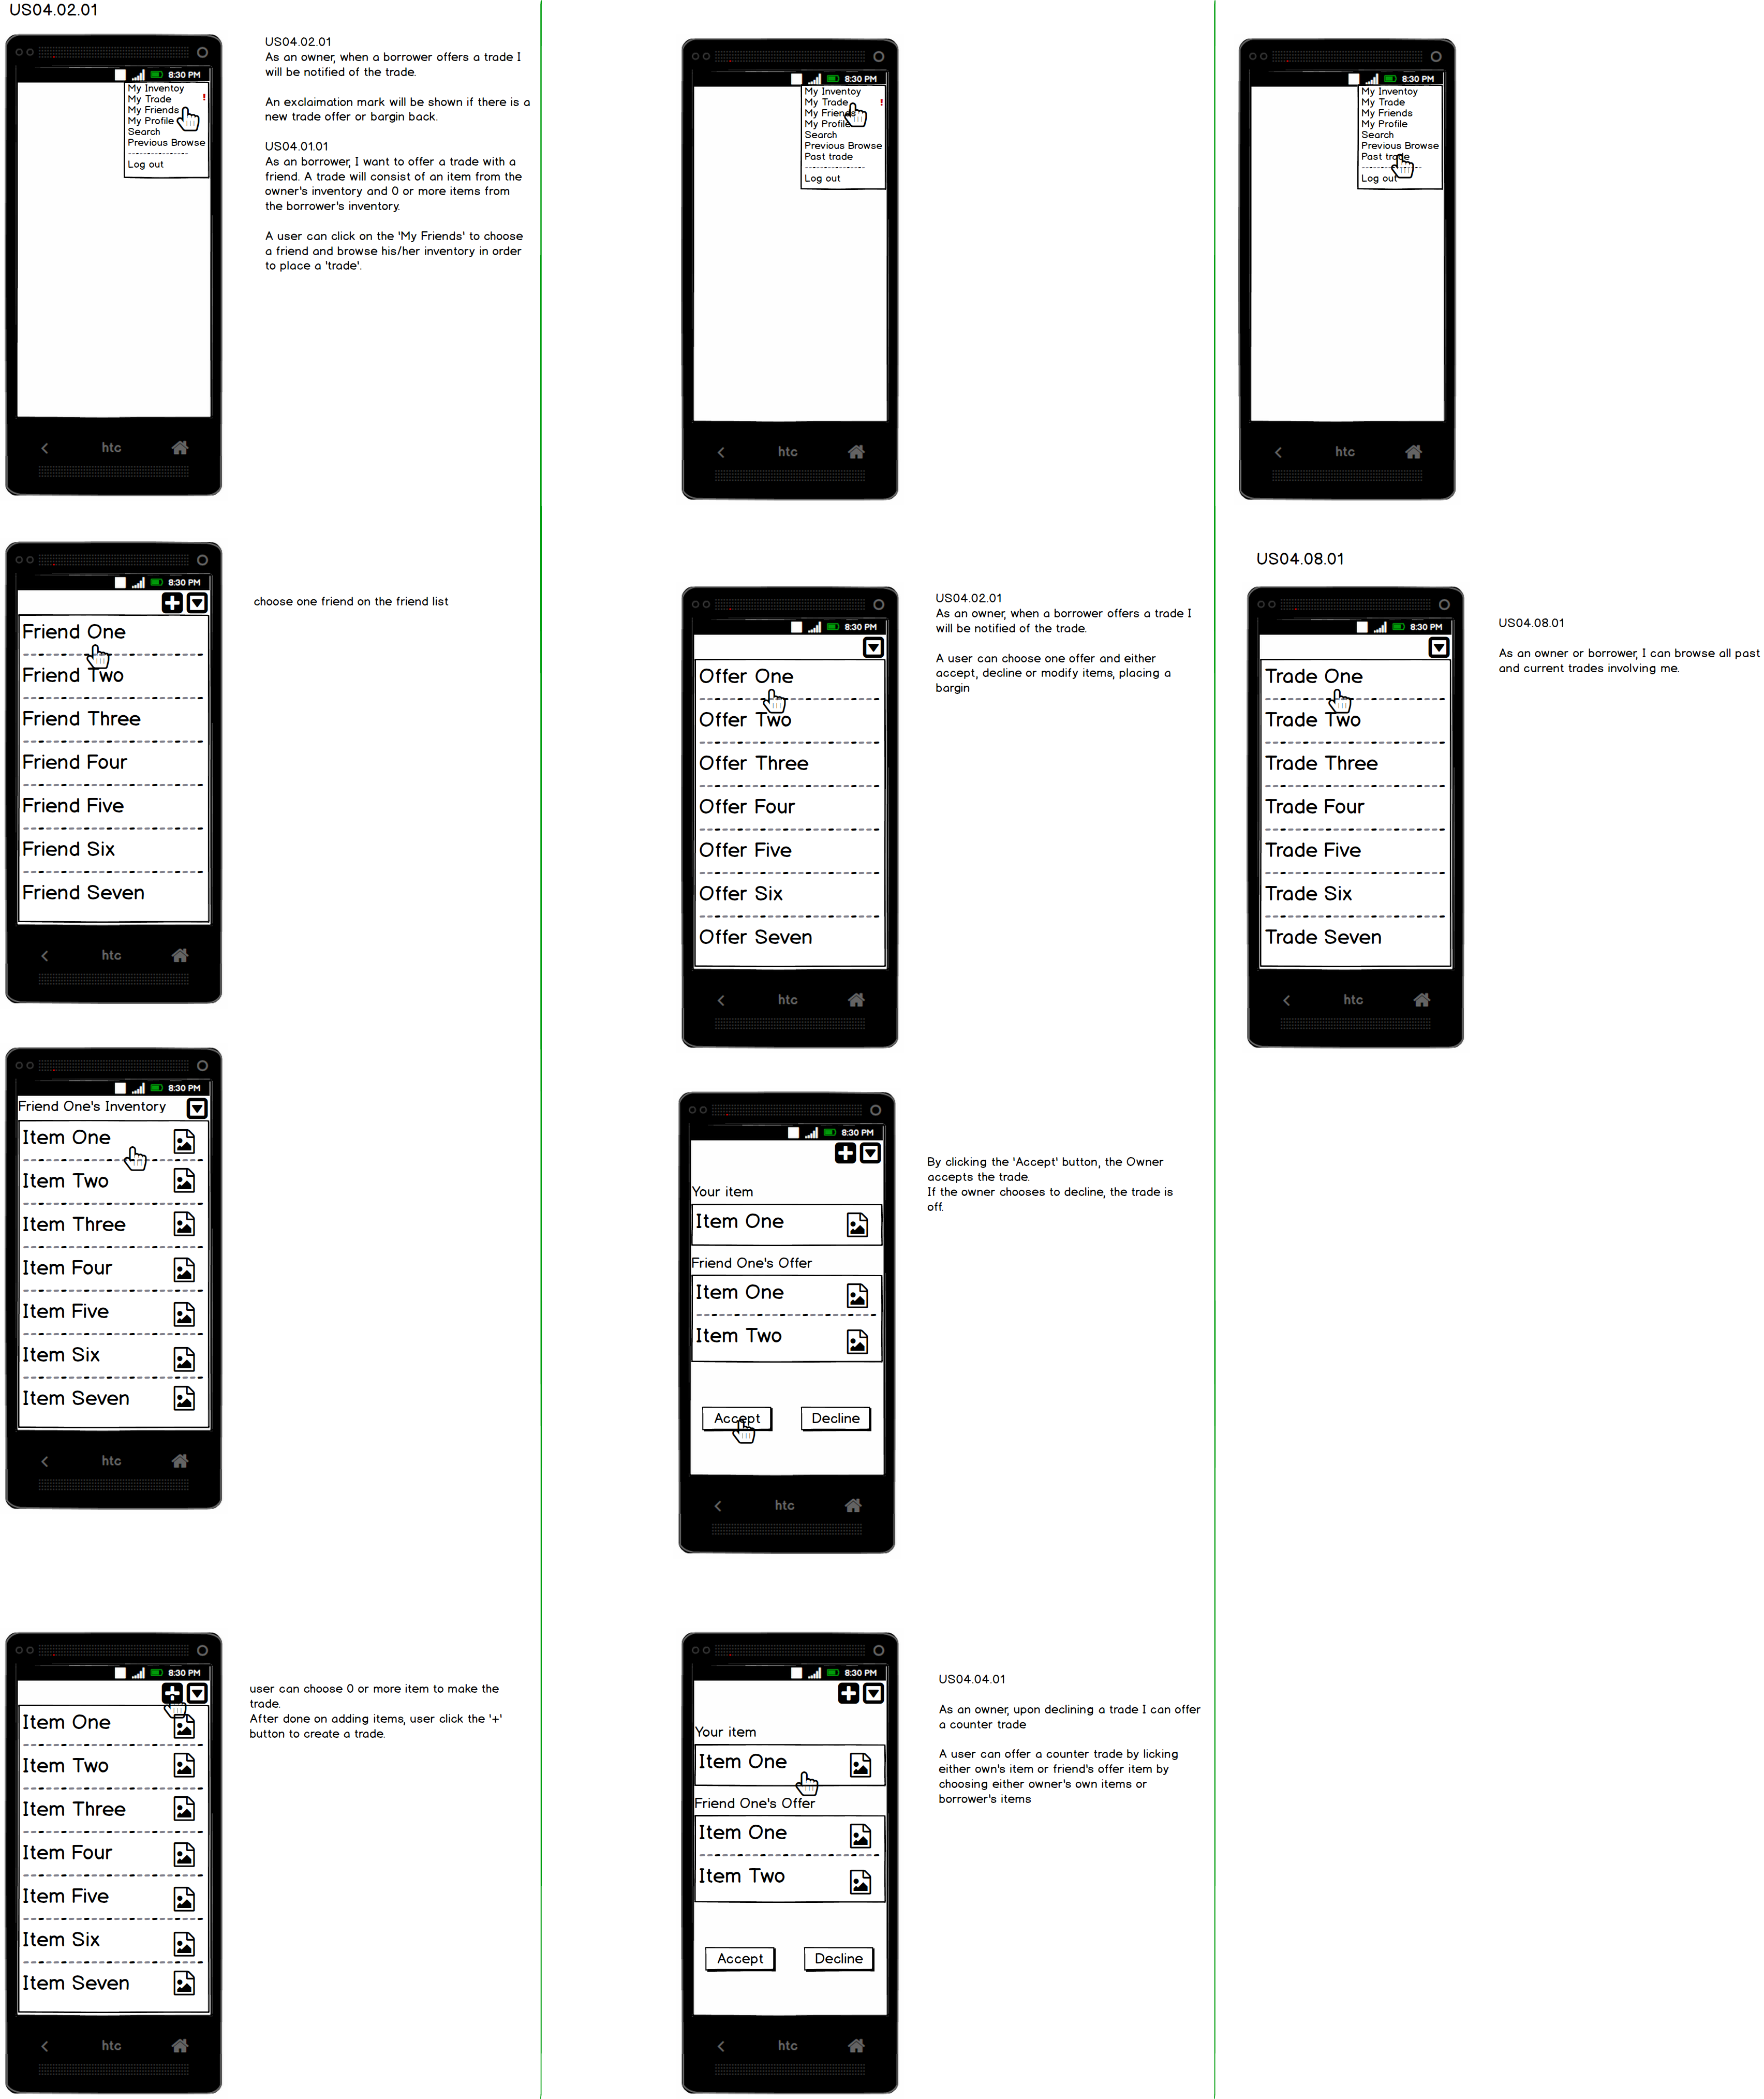 US04.02.01
8:30 PM
My Inventoy
My Trade !
My Friends
My Profile
Search
Previous Browse
Log out
htc
US04.02.01
As an owner, when a borrower offers a trade I
will be notified of the trade.
An exclaimation mark will be shown if there is a
new trade offer or bargin back.
US04.01.01
As an borrower, I want to offer a trade with a
friend. A trade will consist of an item from the
owner's inventory and 0 or more items from
the borrower's inventory.
A user can click on the 'My Friends' to choose
a friend and browse his/her inventory in order
to place a 'trade'.
8:30 PM
Friend One
Friend Two
Friend Three
Friend Four
Friend Five
Friend Six
Friend Seven
htc
choose one friend on the friend list
8:30 PM
Friend One's Inventory
Item One
Item Two
Item Three
Item Four
Item Five
Item Six
Item Seven
htc
8:30 PM
Item One
Item Two
Item Three
Item Four
Item Five
Item Six
Item Seven
htc
user can choose 0 or more item to make the
trade.
After done on adding items, user click the '+'
button to create a trade.
8:30 PM
My Inventoy
My Trade !
My Friends
My Profile
Search
Previous Browse
Past trade
Log out
htc
8:30 PM
Offer One
Offer Two
Offer Three
Offer Four
Offer Five
Offer Six
Offer Seven
htc
US04.02.01
As an owner, when a borrower offers a trade I
will be notified of the trade.
A user can choose one offer and either
accept, decline or modify items, placing a
bargin
8:30 PM
Your item
Item One
Friend One's Offer
Item One
Item Two
Accept Decline
htc
By clicking the 'Accept' button, the Owner
accepts the trade.
If the owner chooses to decline, the trade is
off.
8:30 PM
Your item
Item One
Friend One's Offer
Item One
Item Two
Accept Decline
htc
US04.04.01
As an owner, upon declining a trade I can offer
a counter trade
A user can offer a counter trade by licking
either own's item or friend's offer item by
choosing either owner's own items or
borrower's items
8:30 PM
My Inventoy
My Trade
My Friends
My Profile
Search
Previous Browse
Past trade
Log out
htc
US04.08.01
8:30 PM
Trade One
Trade Two
Trade Three
Trade Four
Trade Five
Trade Six
Trade Seven
htc
US04.08.01
As an owner or borrower, I can browse all past
and current trades involving me.